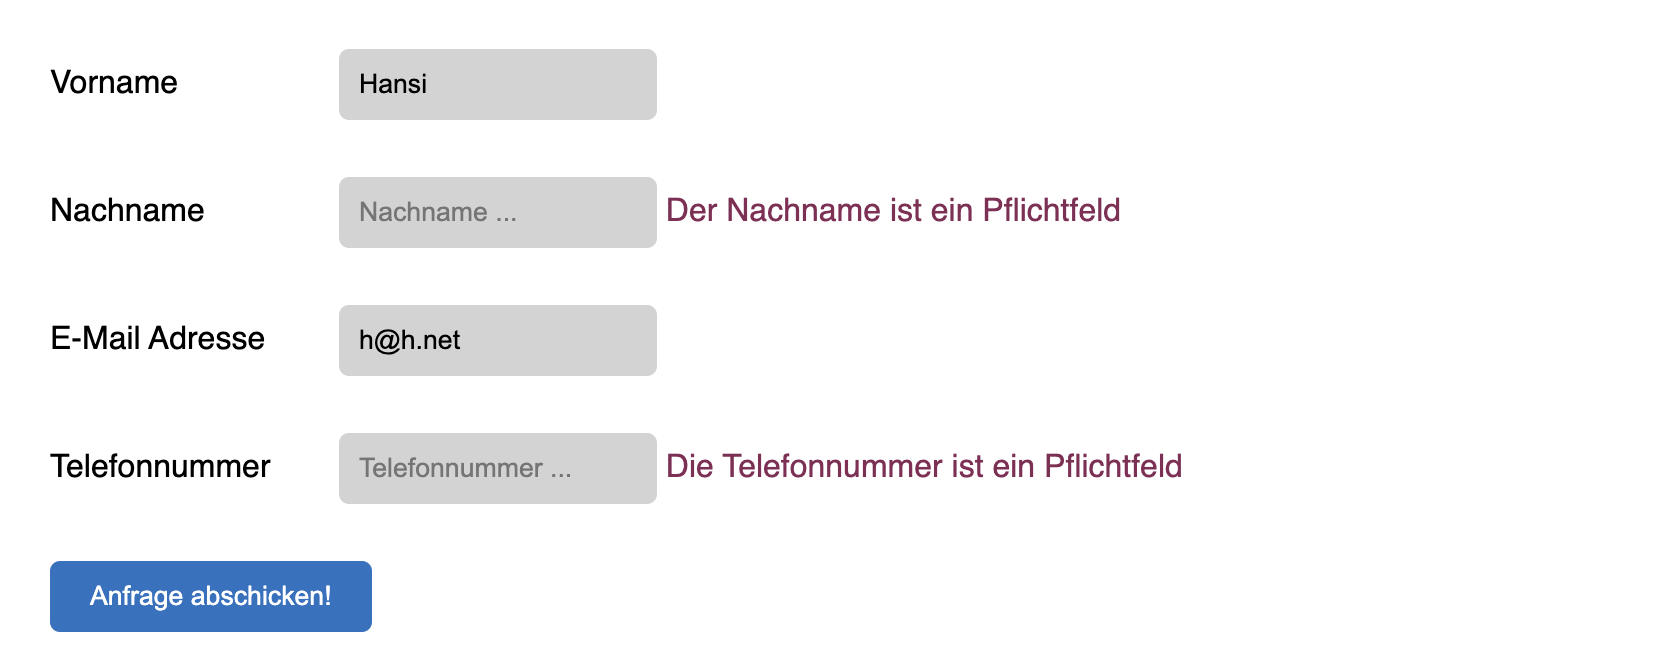 Vorname Hansi
Nachname Nachname ... Der Nachname ist ein Pflichtfeld
E-Mail Adresse h@h.net
Telefonnummer Telefonnummer ... Die Telefonnummer ist ein Pflichtfeld
Anfrage abschicken!